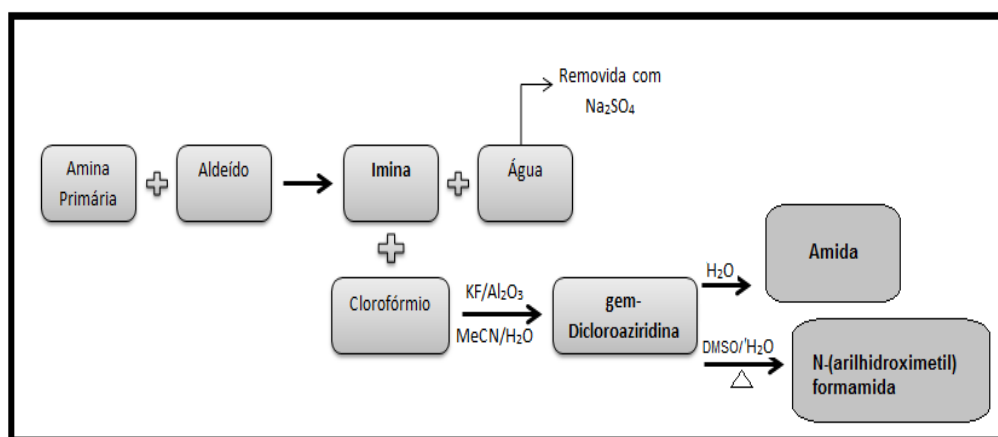 Removida com
Na₂SO₄
Amina
Primária
Aldeído
Imina
Água
Clorofórmio
KF/Al₂O₃
MeCN/H₂O
gem-
Dicloroaziridina
H₂O
Amida
DMSO/'H₂O
N-(arilhidroximetil)
formamida